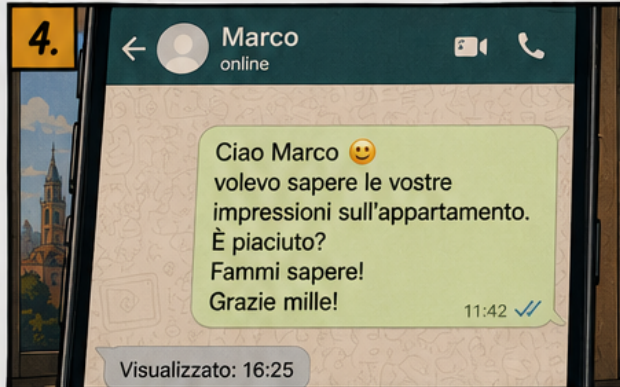 4.
Marco
online
Ciao Marco 🙂
volevo sapere le vostre
impressioni sull'appartamento.
È piaciuto?
Fammi sapere!
Grazie mille!
11:42
Visualizzato: 16:25